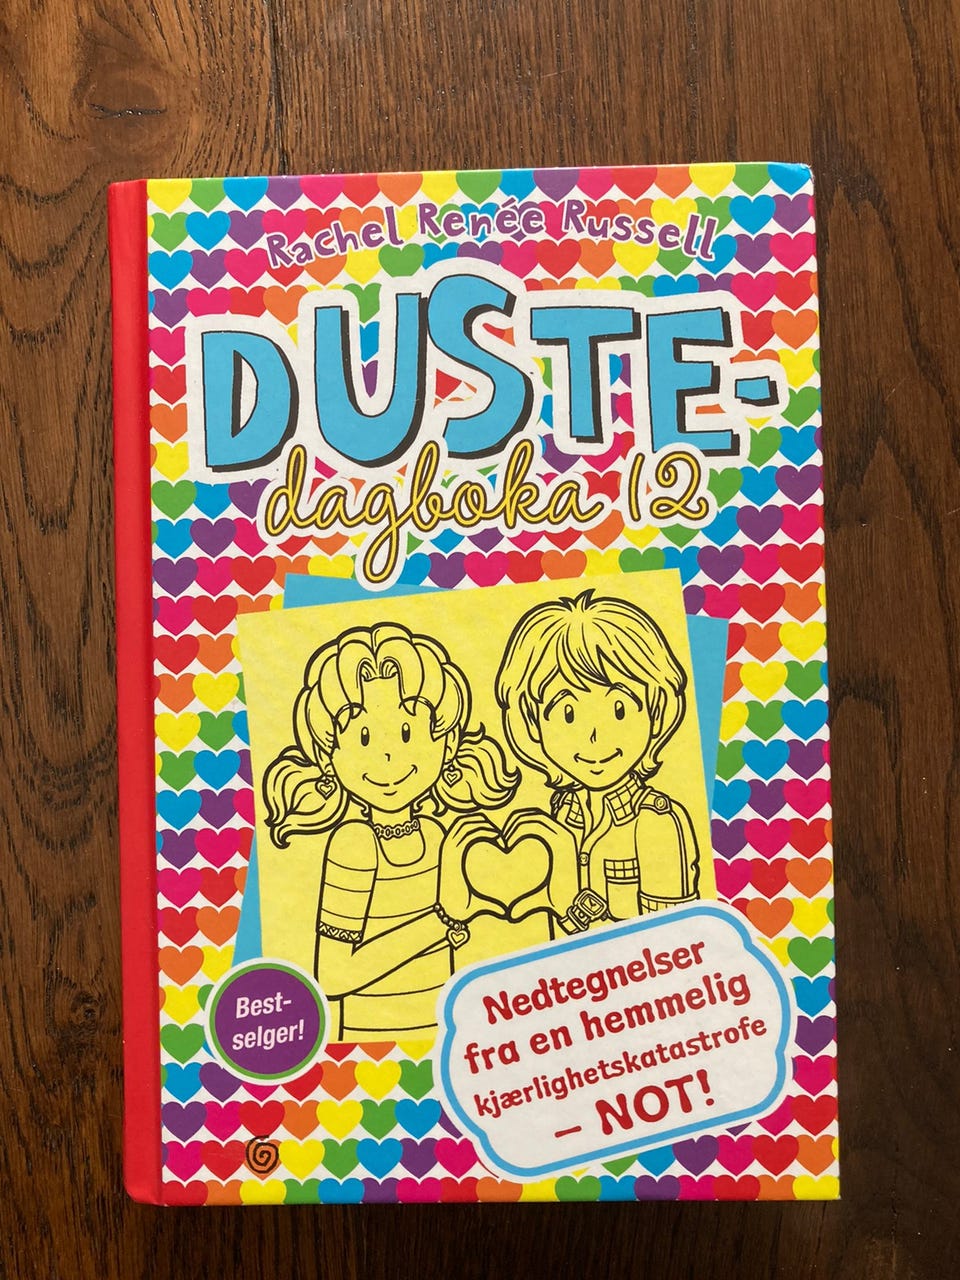 Rachel Renée Russell
DUSTE-
dagboka 12
Best-
selger!
Nedtegnelser
fra en hemmelig
kjærlighetskatastrofe
– NOT!